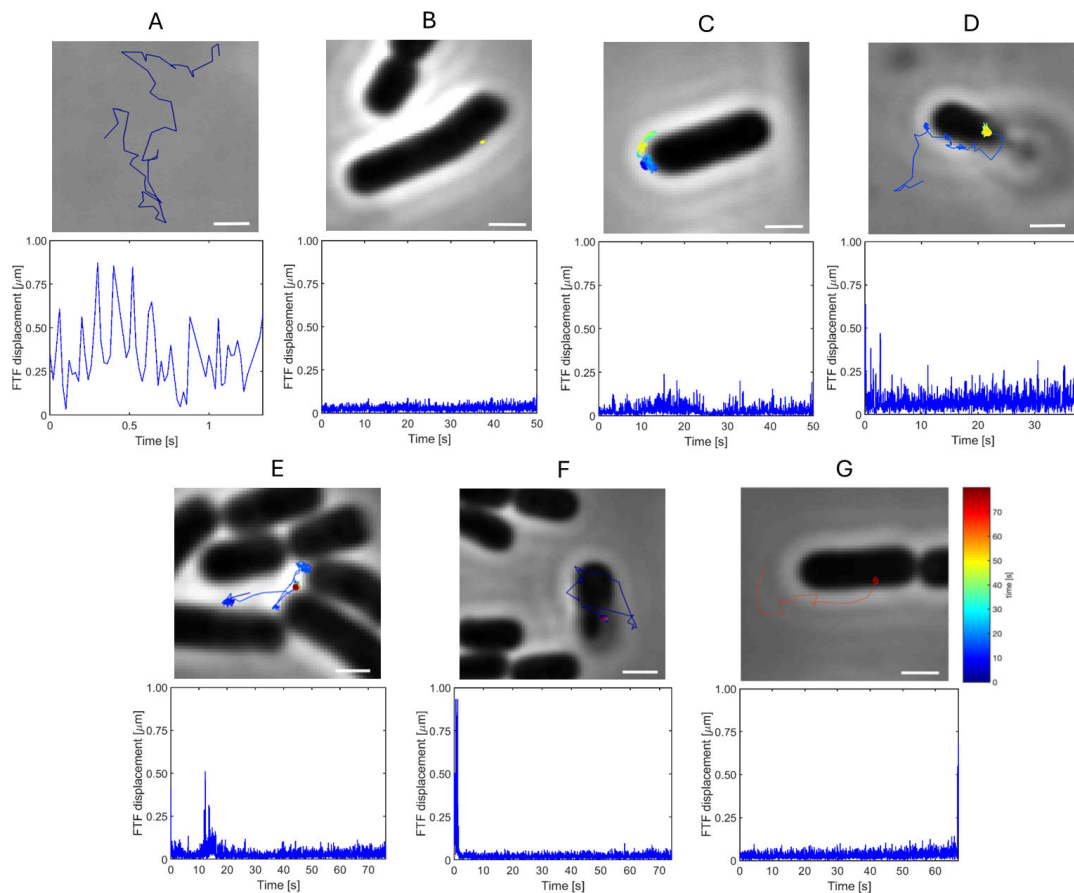 A
B
C
D
1.00
0.75
0.50
0.25
0
FTF displacement [μm]
0
0.5
1
Time [s]
1.00
0.75
0.50
0.25
0
FTF displacement [μm]
0 10 20 30 40 50
Time [s]
1.00
0.75
0.50
0.25
0
FTF displacement [μm]
0 10 20 30 40 50
Time [s]
1.00
0.75
0.50
0.25
0
FTF displacement [μm]
0 10 20 30
Time [s]
E
F
G
70
60
50
40
30
20
10
0
time [s]
1.00
0.75
0.50
0.25
0
FTF displacement [μm]
0 10 20 30 40 50 60 70
Time [s]
1.00
0.75
0.50
0.25
0
FTF displacement [μm]
0 10 20 30 40 50 60 70
Time [s]
1.00
0.75
0.50
0.25
0
FTF displacement [μm]
0 10 20 30 40 50 60
Time [s]